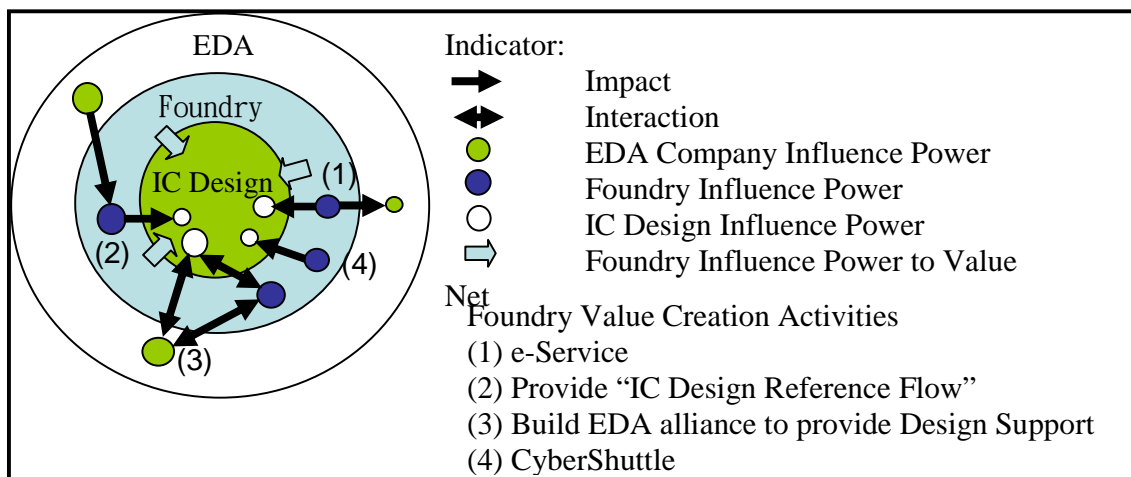 EDA
Foundry
IC Design
(1)
(2)
(4)
(3)
Indicator:
Impact
Interaction
EDA Company Influence Power
Foundry Influence Power
IC Design Influence Power
Foundry Influence Power to Value
Net
Foundry Value Creation Activities
(1) e-Service
(2) Provide “IC Design Reference Flow”
(3) Build EDA alliance to provide Design Support
(4) CyberShuttle